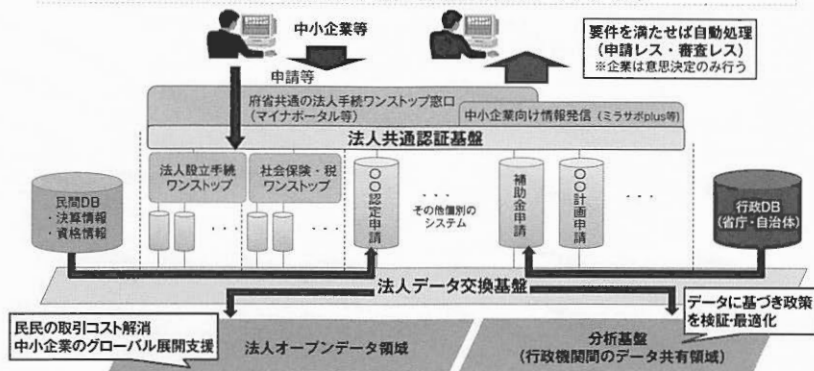 中小企業等
要件を満たせば自動処理
(申請レス・審査レス)
※企業は意思決定のみ行う
申請等
府省共通の法人手続ワンストップ窓口
(マイナポータル等)
中小企業向け情報発信(ミラサポplus等)
法人共通認証基盤
法人設立手続
ワンストップ
社会保険・税
ワンストップ
〇〇認定申請
・・・
その他個別の
システム
補助金申請
〇〇計画申請
・・・
民間DB
・決算情報
・資格情報
・・・
・・・
行政DB
(省庁・自治体)
法人データ交換基盤
民民の取引コスト解消
中小企業のグローバル展開支援
データに基づき政策
を検証・最適化
法人オープンデータ領域
分析基盤
(行政機関間のデータ共有領域)